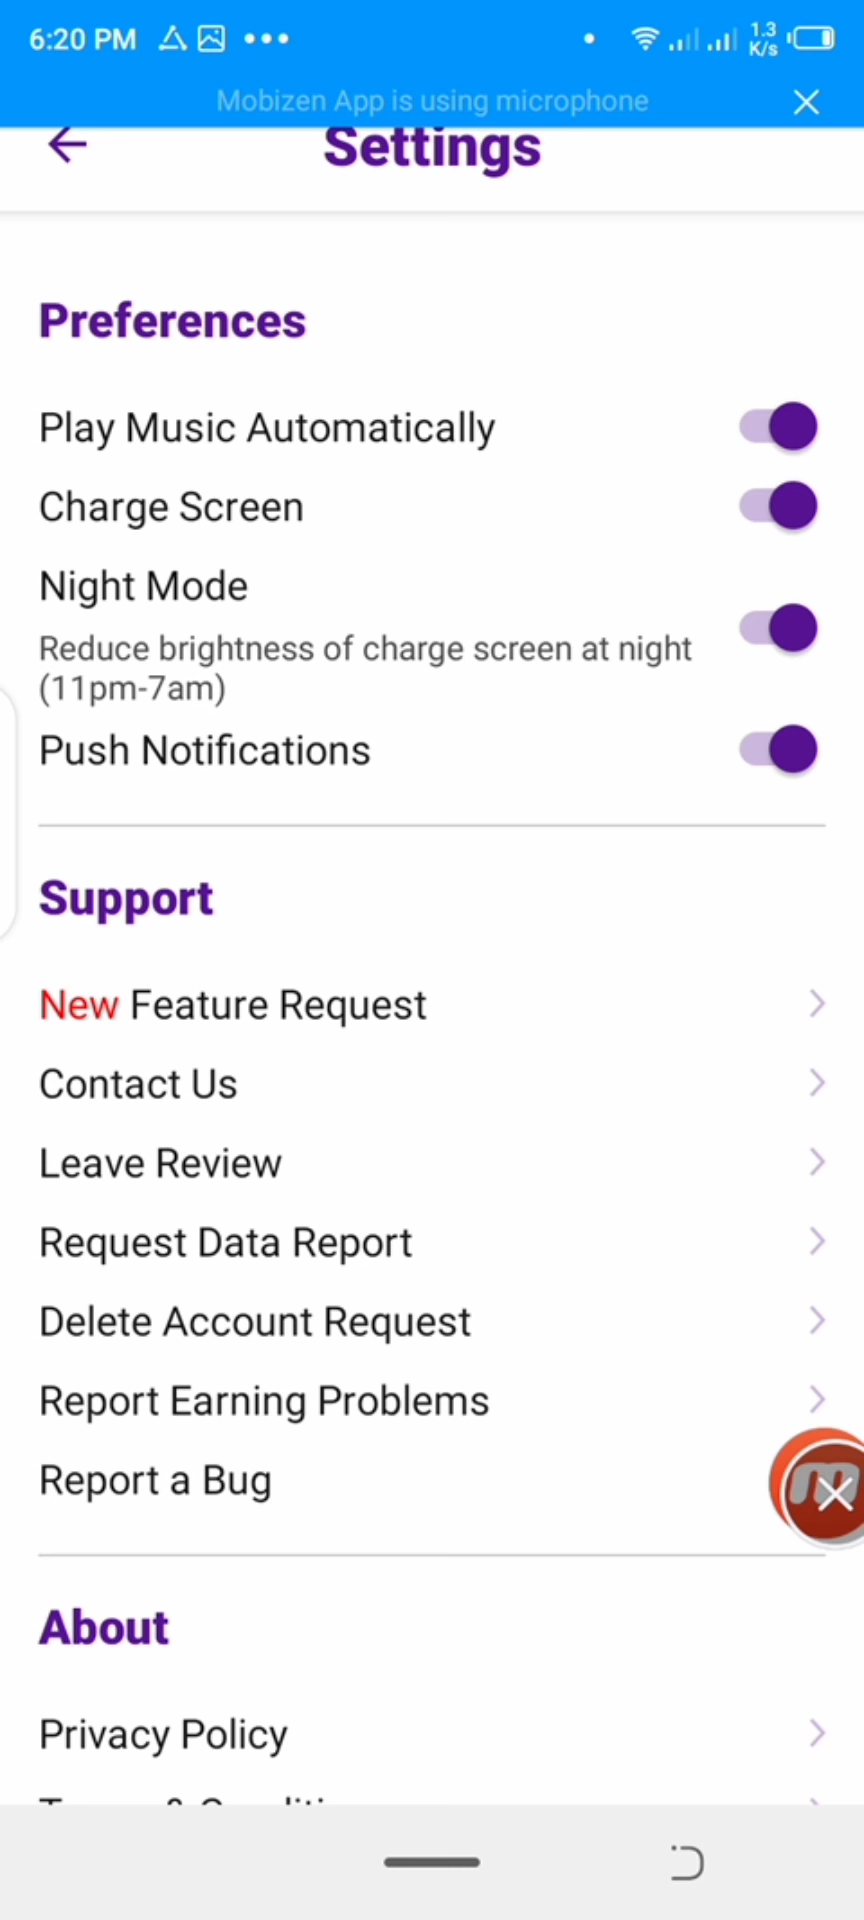 6:20 PM
1.3
K/s
Mobizen App is using microphone
Settings
Preferences
Play Music Automatically
Charge Screen
Night Mode
Reduce brightness of charge screen at night
(11pm-7am)
Push Notifications
Support
New Feature Request
Contact Us
Leave Review
Request Data Report
Delete Account Request
Report Earning Problems
Report a Bug
m
About
Privacy Policy